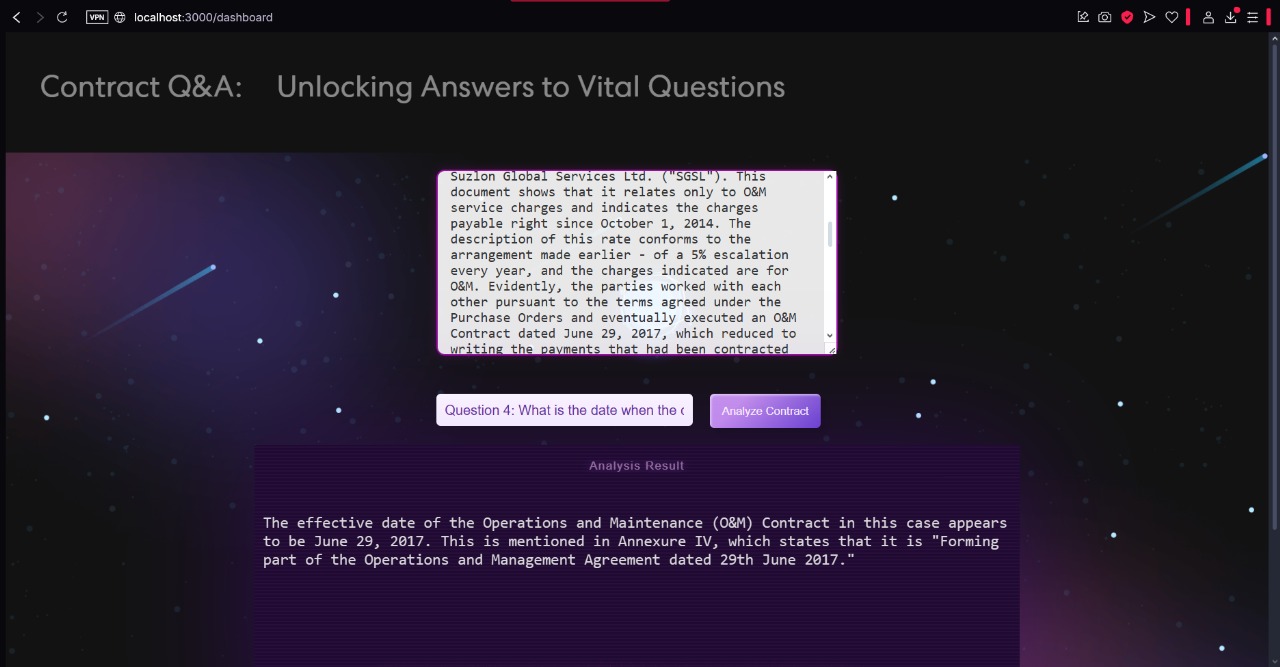 VPN
localhost:3000/dashboard
Contract Q&A: Unlocking Answers to Vital Questions
Suzlon Global Services Ltd. ("SGSL"). This
document shows that it relates only to O&M
service charges and indicates the charges
payable right since October 1, 2014. The
description of this rate conforms to the
arrangement made earlier - of a 5% escalation
every year, and the charges indicated are for
O&M. Evidently, the parties worked with each
other pursuant to the terms agreed under the
Purchase Orders and eventually executed an O&M
Contract dated June 29, 2017, which reduced to
writing the payments that had been contracted
Question 4: What is the date when the
Analyze Contract
Analysis Result
The effective date of the Operations and Maintenance (O&M) Contract in this case appears
to be June 29, 2017. This is mentioned in Annexure IV, which states that it is "Forming
part of the Operations and Management Agreement dated 29th June 2017."